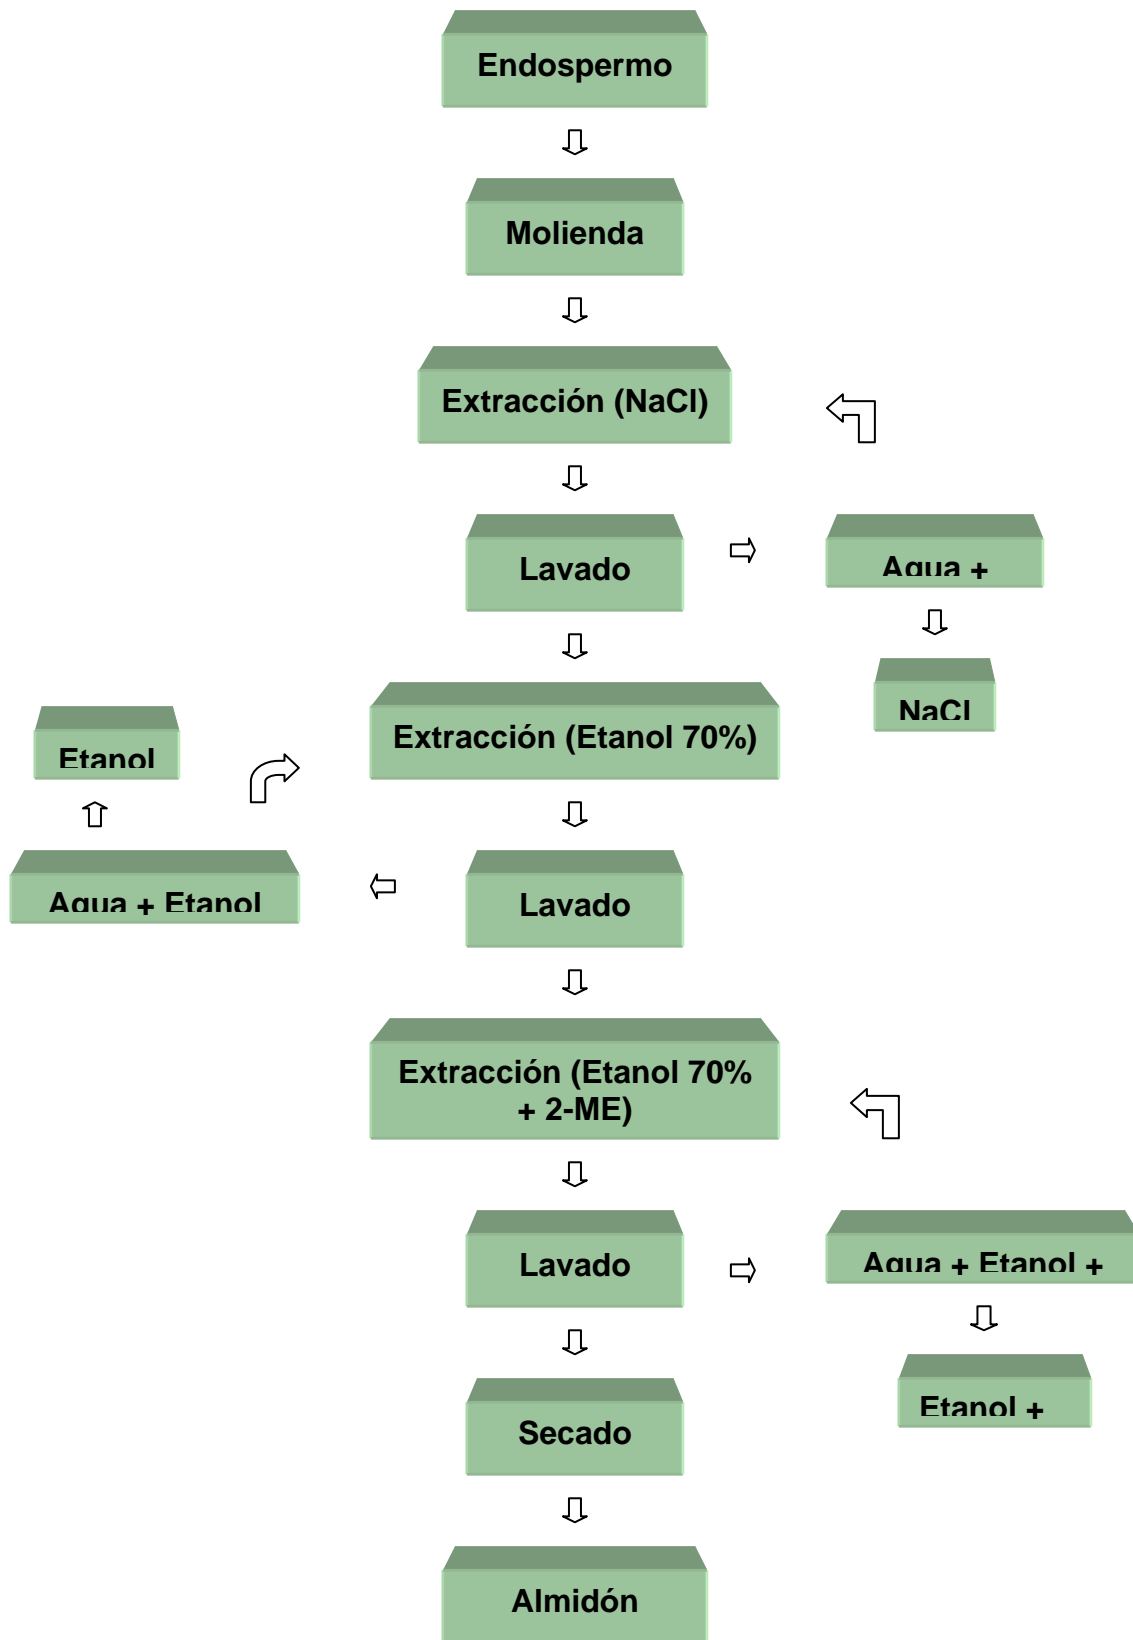 Endospermo
Molienda
Extracción (NaCl)
Lavado
Agua +
NaCl
Extracción (Etanol 70%)
Etanol
Lavado
Agua + Etanol
Extracción (Etanol 70%
+ 2-ME)
Lavado
Agua + Etanol +
Etanol +
Secado
Almidón